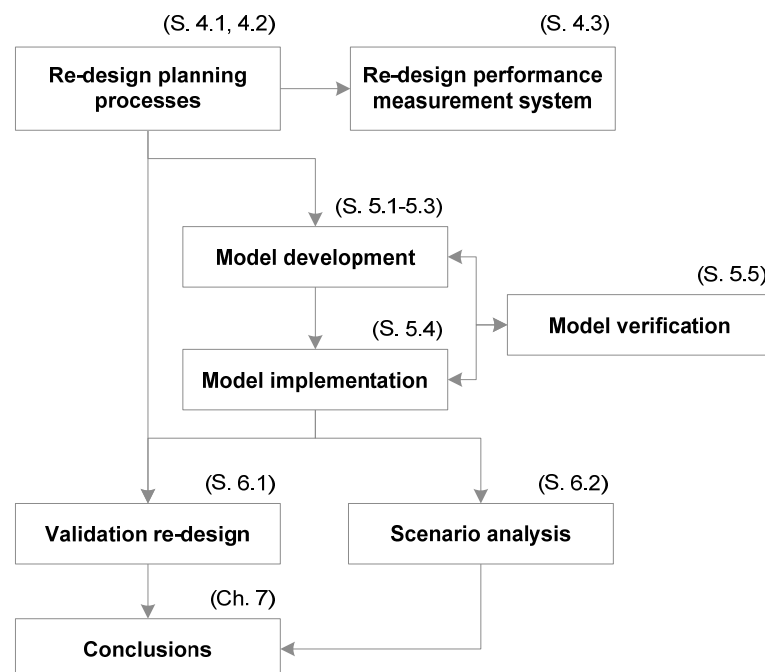 (S. 4.1, 4.2)
Re-design planning
processes
(S. 4.3)
Re-design performance
measurement system
(S. 5.1-5.3)
Model development
(S. 5.5)
Model verification
(S. 5.4)
Model implementation
(S. 6.1)
Validation re-design
(S. 6.2)
Scenario analysis
(Ch. 7)
Conclusions